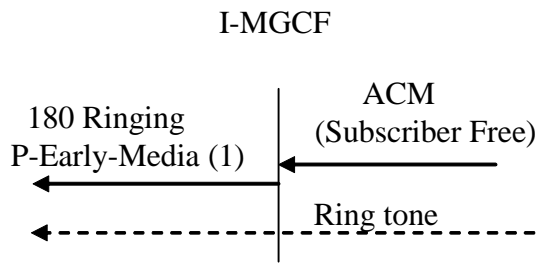 I-MGCF
ACM
180 Ringing
(Subscriber Free)
P-Early-Media (1)
Ring tone